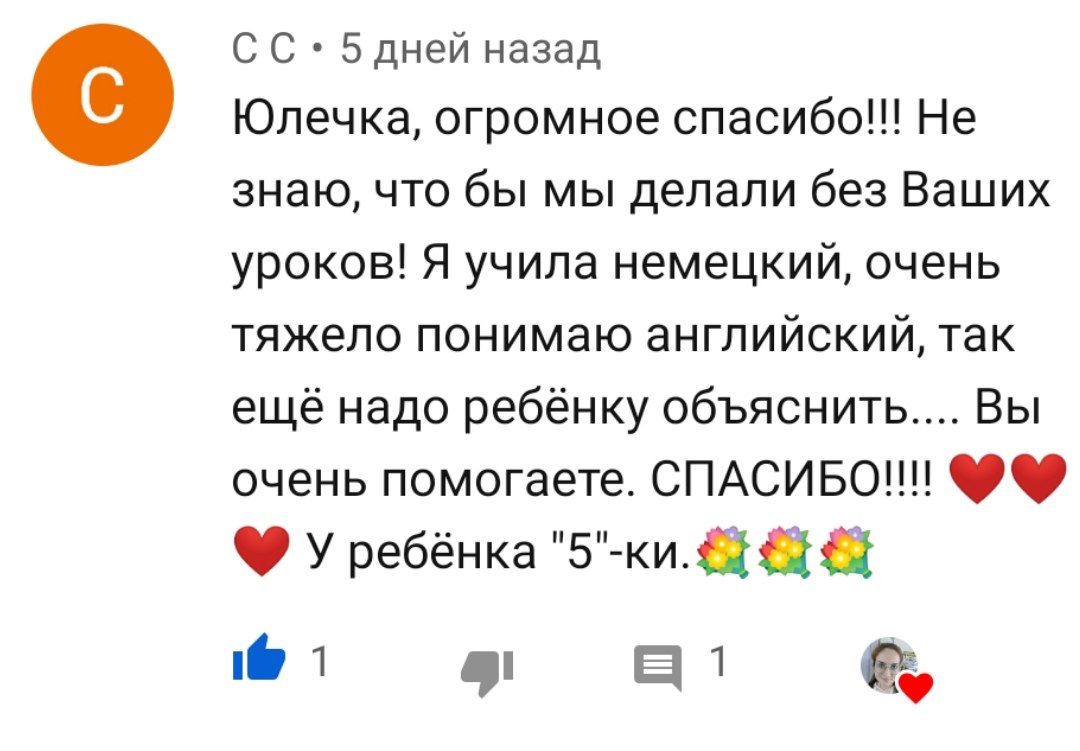 С
С С • 5 дней назад
Юлечка, огромное спасибо!!! Не
знаю, что бы мы делали без Ваших
уроков! Я учила немецкий, очень
тяжело понимаю английский, так
ещё надо ребёнку объяснить.... Вы
очень помогаете. СПАСИБО!!!! ❤️❤️
❤️ У ребёнка "5"-ки.💐💐💐
1 1